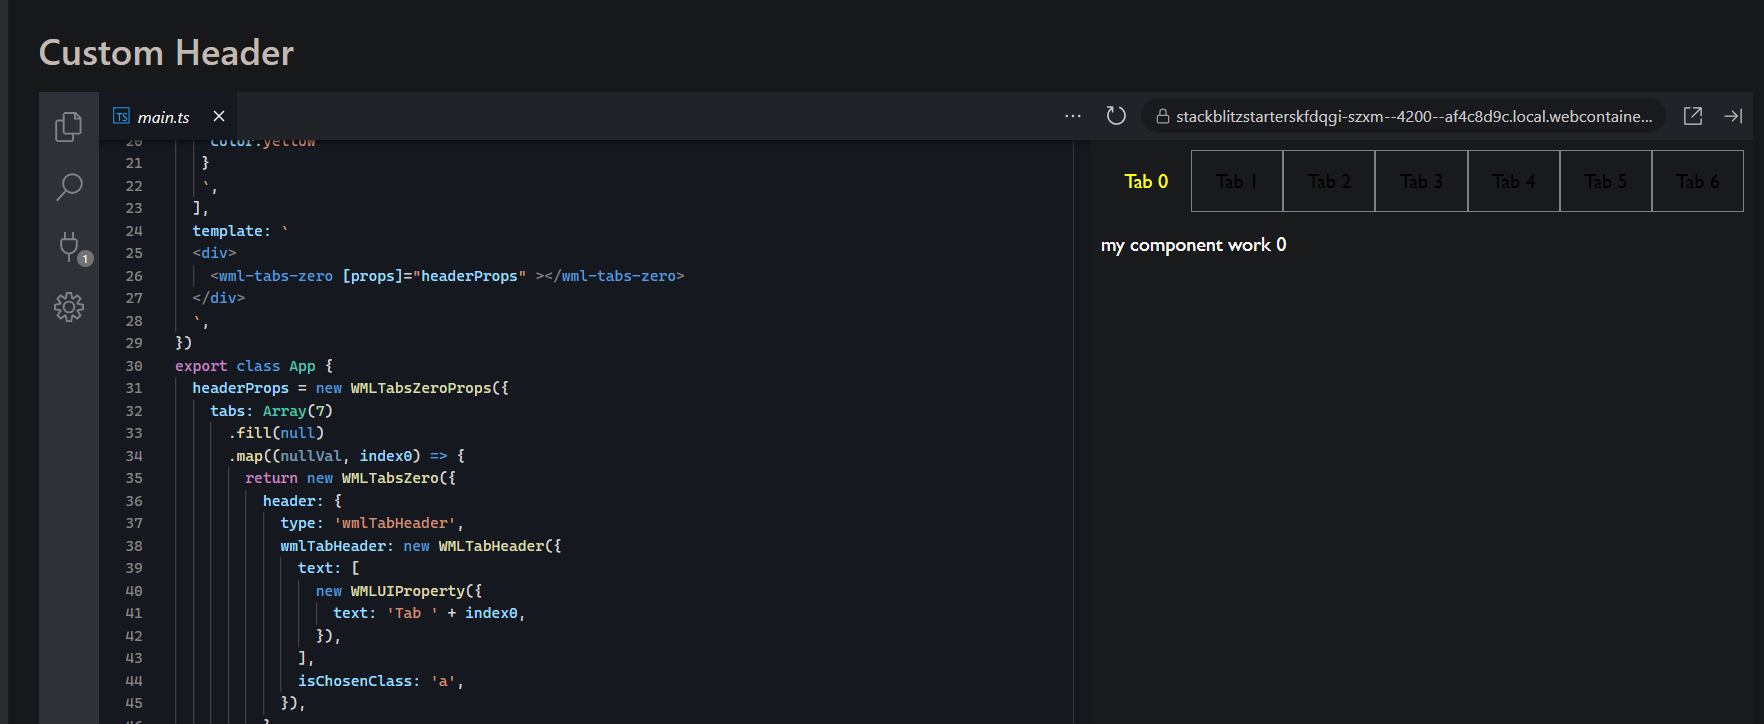 Custom Header
TS main.ts
stackblitzstarterskfdqgi-szxm--4200--af4c8d9c.local.webcontaine...
1
20 color:yellow
21 }
22 `,
23 ],
24 template: `
25 <div>
26 <wml-tabs-zero [props]="headerProps" ></wml-tabs-zero>
27 </div>
28 `,
29 })
30 export class App {
31 headerProps = new WMLTabsZeroProps({
32 tabs: Array(7)
33 .fill(null)
34 .map((nullVal, index0) => {
35 return new WMLTabsZero({
36 header: {
37 type: 'wmlTabHeader',
38 wmlTabHeader: new WMLTabHeader({
39 text: [
40 new WMLUIProperty({
41 text: 'Tab ' + index0,
42 }),
43 ],
44 isChosenClass: 'a',
45 }),
46 }
Tab 0 Tab 1 Tab 2 Tab 3 Tab 4 Tab 5 Tab 6
my component work 0